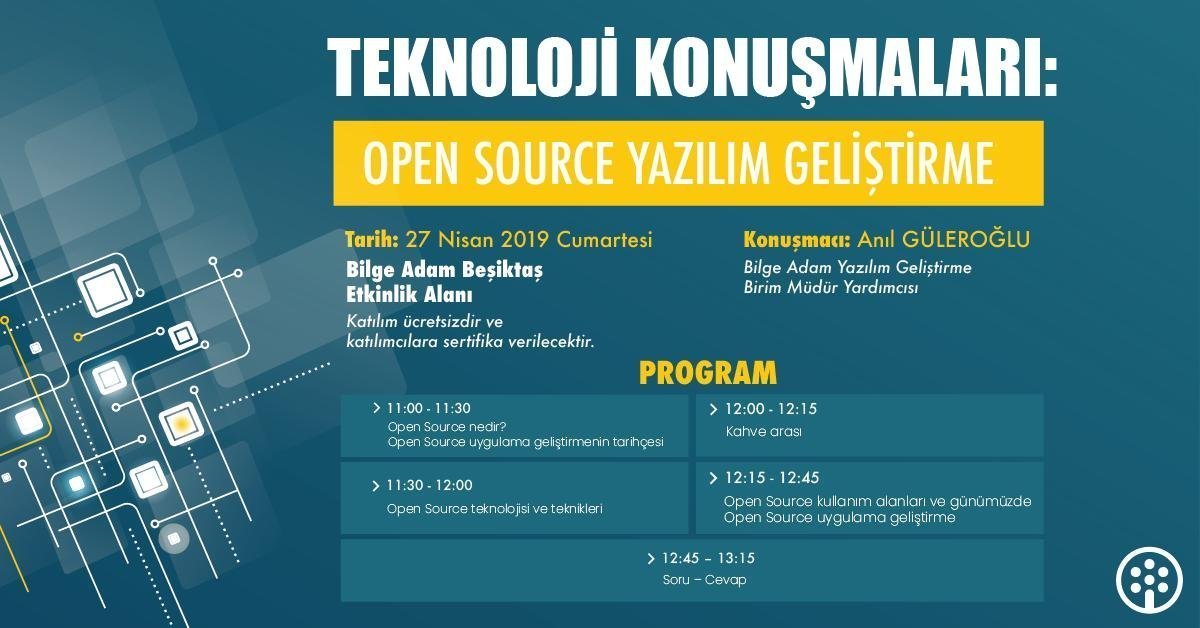 TEKNOLOJİ KONUŞMALARI:
OPEN SOURCE YAZILIM GELİŞTİRME
Tarih: 27 Nisan 2019 Cumartesi
Bilge Adam Beşiktaş
Etkinlik Alanı
Katılım ücretsizdir ve
katılımcılara sertifika verilecektir.
Konuşmacı: Anıl GÜLEROĞLU
Bilge Adam Yazılım Geliştirme
Birim Müdür Yardımcısı
PROGRAM
11:00 - 11:30
Open Source nedir?
Open Source uygulama geliştirmenin tarihçesi
11:30 - 12:00
Open Source teknolojisi ve teknikleri
12:00 - 12:15
Kahve arası
12:15 - 12:45
Open Source kullanım alanları ve günümüzde
Open Source uygulama geliştirme
12:45 – 13:15
Soru – Cevap